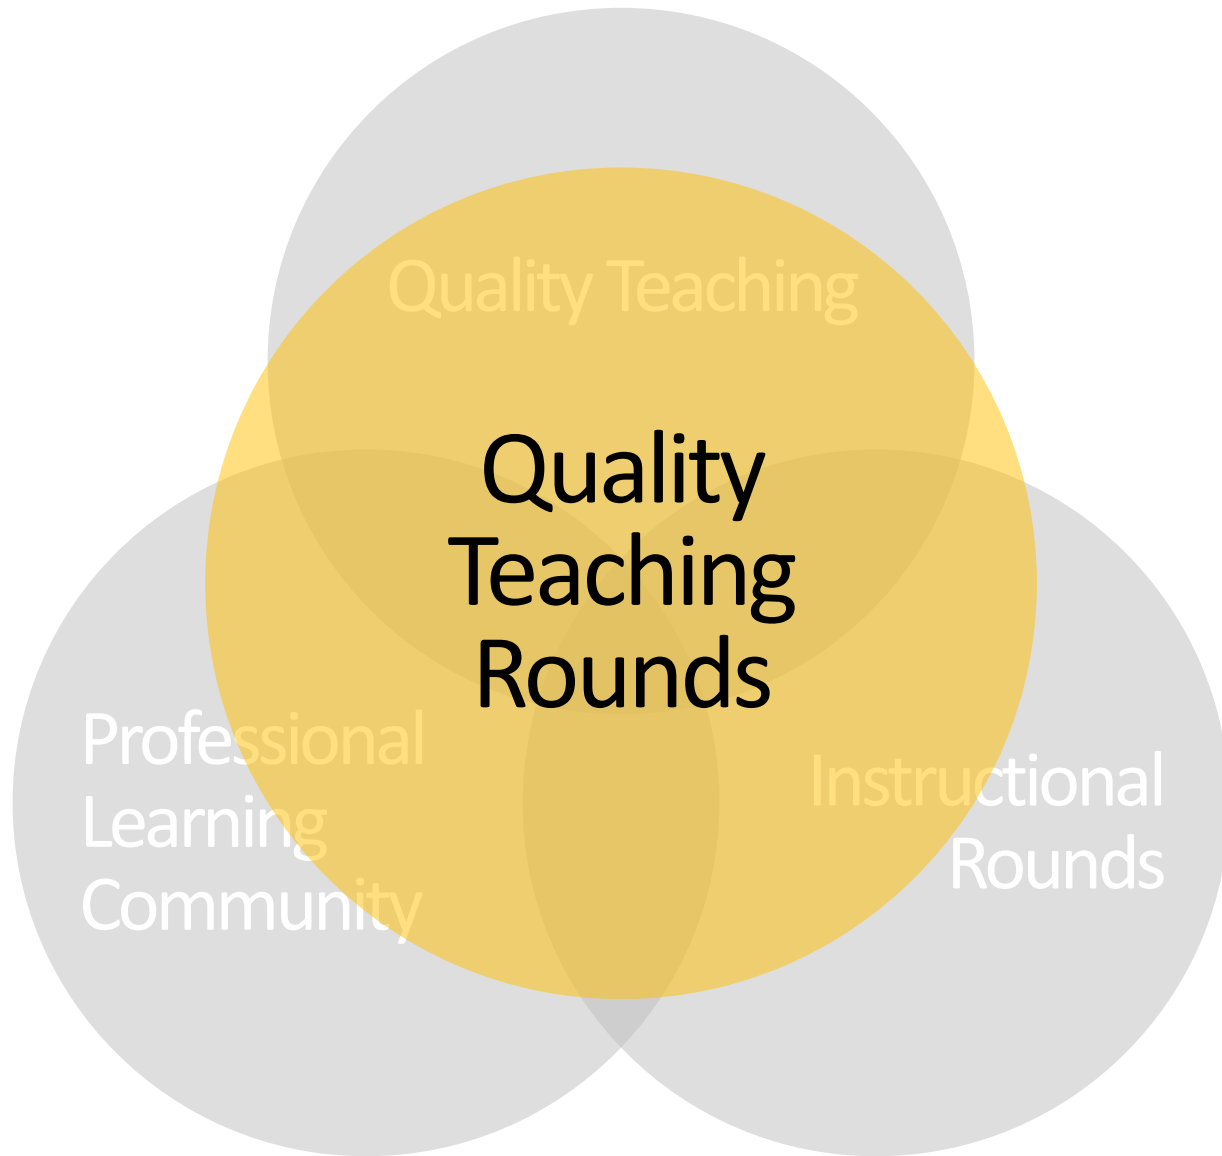 Quality Teaching
Quality
Teaching
Rounds
Professional
Learning
Community
Instructional
Rounds